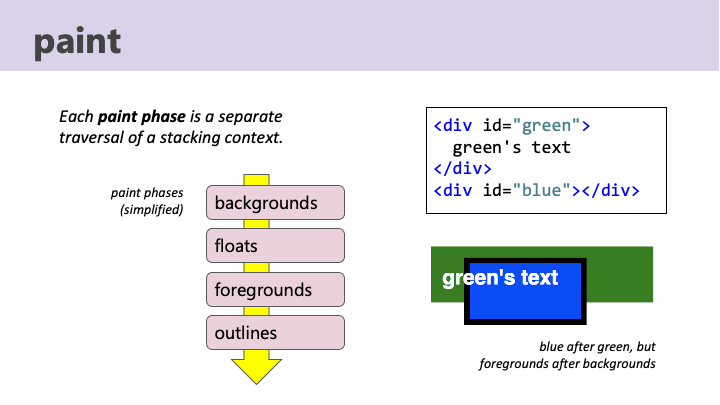 paint
Each paint phase is a separate
traversal of a stacking context.
paint phases
(simplified)
backgrounds
floats
foregrounds
outlines
<div id="green">
  green's text
</div>
<div id="blue"></div>
green's text
blue after green, but
foregrounds after backgrounds